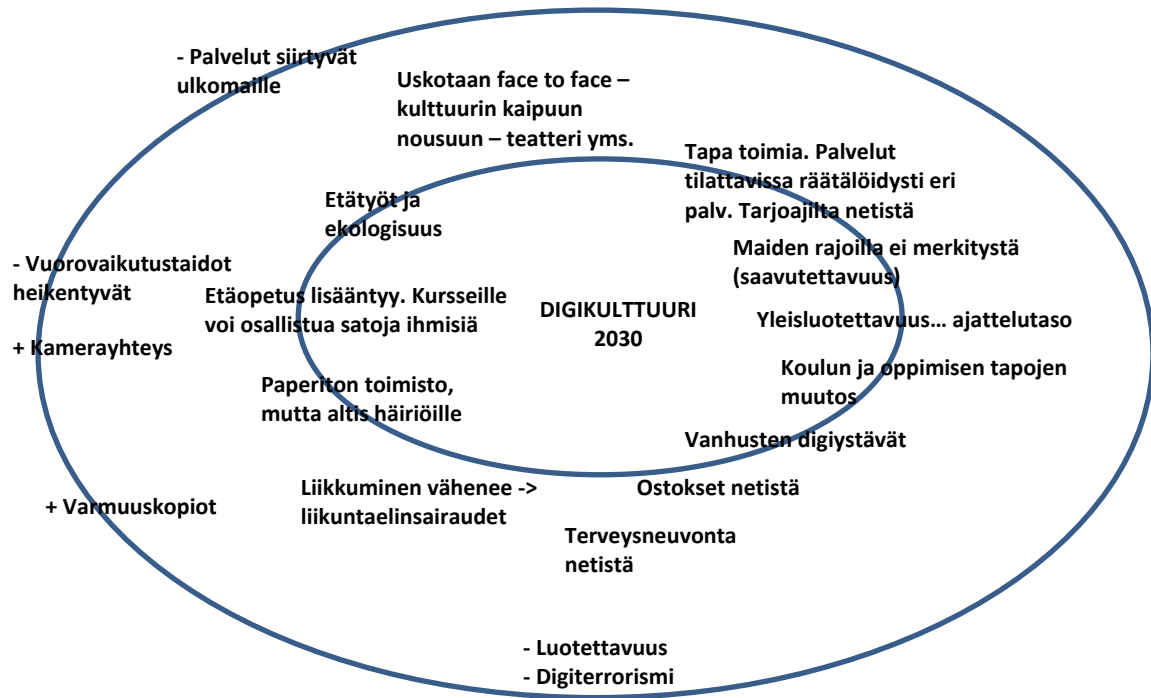 - Palvelut siirtyvät
ulkomaille
Uskotaan face to face –
kulttuurin kaipuun
nousuun – teatteri yms.
Tapa toimia. Palvelut
tilattavissa räätälöidysti eri
palv. Tarjoajilta netistä
Etätyöt ja
ekologisuus
Maiden rajoilla ei merkitystä
(saavutettavuus)
- Vuorovaikutustaidot
heikentyvät
Etäopetus lisääntyy. Kursseille
voi osallistua satoja ihmisiä
DIGIKULTTUURI
2030
Yleisluotettavuus… ajattelutaso
+ Kamerayhteys
Koulun ja oppimisen tapojen
muutos
Paperiton toimisto,
mutta altis häiriöille
Vanhusten digiystävät
+ Varmuuskopiot
Liikkuminen vähenee ->
liikuntaelinsairaudet
Ostokset netistä
Terveysneuvonta
netistä
- Luotettavuus
- Digiterrorismi